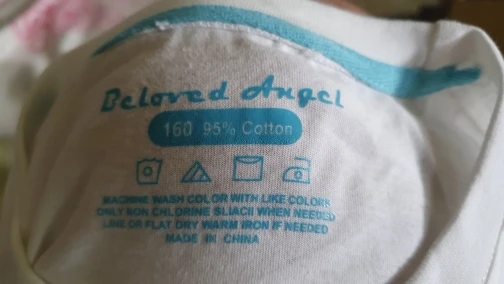 Beloved Angel
160 95% Cotton
MACHINE WASH COLOR WITH LIKE COLORS
ONLY NON CHLORINE SLIACII WHEN NEEDED
LINE OR FLAT DRY WARM IRON IF NEEDED
MADE IN CHINA